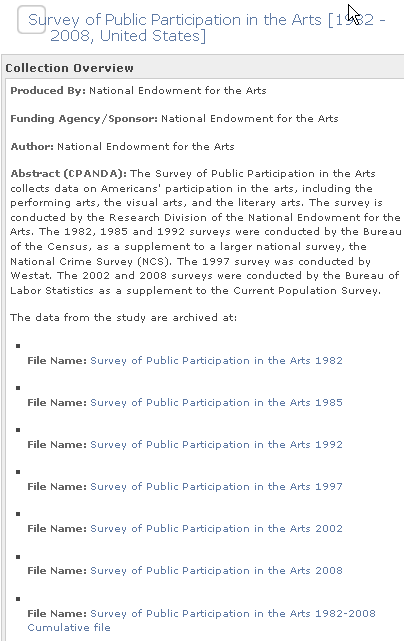 Survey of Public Participation in the Arts [1982 -
2008, United States]
Collection Overview
Produced By: National Endowment for the Arts
Funding Agency/Sponsor: National Endowment for the Arts
Author: National Endowment for the Arts
Abstract (CPANDA): The Survey of Public Participation in the Arts
collects data on Americans' participation in the arts, including the
performing arts, the visual arts, and the literary arts. The survey is
conducted by the Research Division of the National Endowment for the
Arts. The 1982, 1985 and 1992 surveys were conducted by the Bureau
of the Census, as a supplement to a larger national survey, the
National Crime Survey (NCS). The 1997 survey was conducted by
Westat. The 2002 and 2008 surveys were conducted by the Bureau of
Labor Statistics as a supplement to the Current Population Survey.
The data from the study are archived at:
File Name: Survey of Public Participation in the Arts 1982
File Name: Survey of Public Participation in the Arts 1985
File Name: Survey of Public Participation in the Arts 1992
File Name: Survey of Public Participation in the Arts 1997
File Name: Survey of Public Participation in the Arts 2002
File Name: Survey of Public Participation in the Arts 2008
File Name: Survey of Public Participation in the Arts 1982-2008
Cumulative file